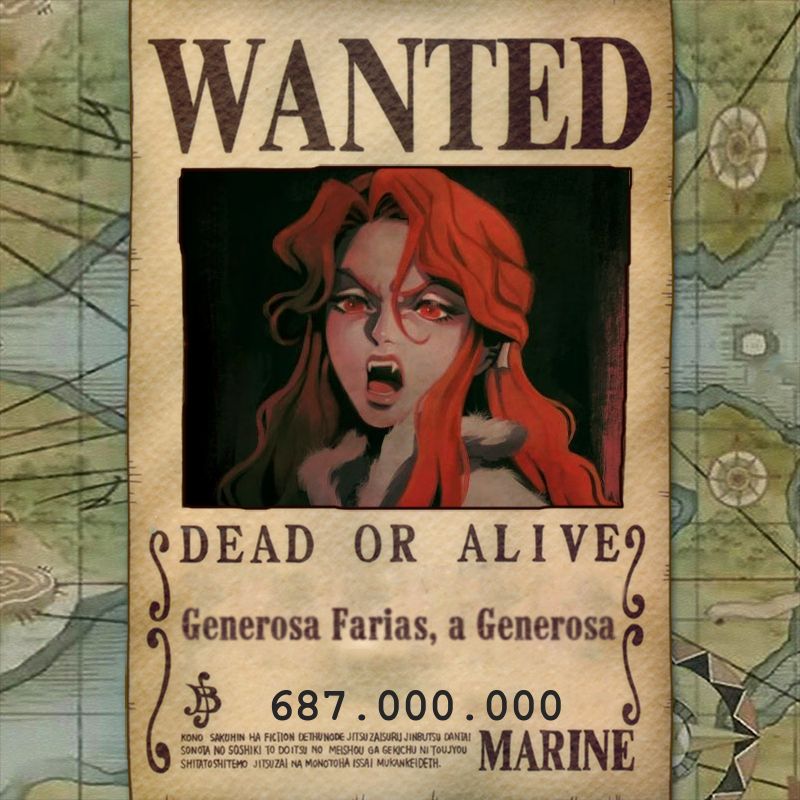 WANTED
DEAD OR ALIVE
Generosa Farias, a Generosa
687.000.000
KONO SAKUHIN HA FICTION DETHUNODE JITSUZAISURU JINBUTSU DANTAI
SONOTA NO SOSHIKI TO DOITSU NO MEISHOU GA GEKICHU NI TOUJYOU
SHITATOSHITEMO JITSUZAI NA MONOTOHA ISSAI MUKANKEIDETH.
MARINE